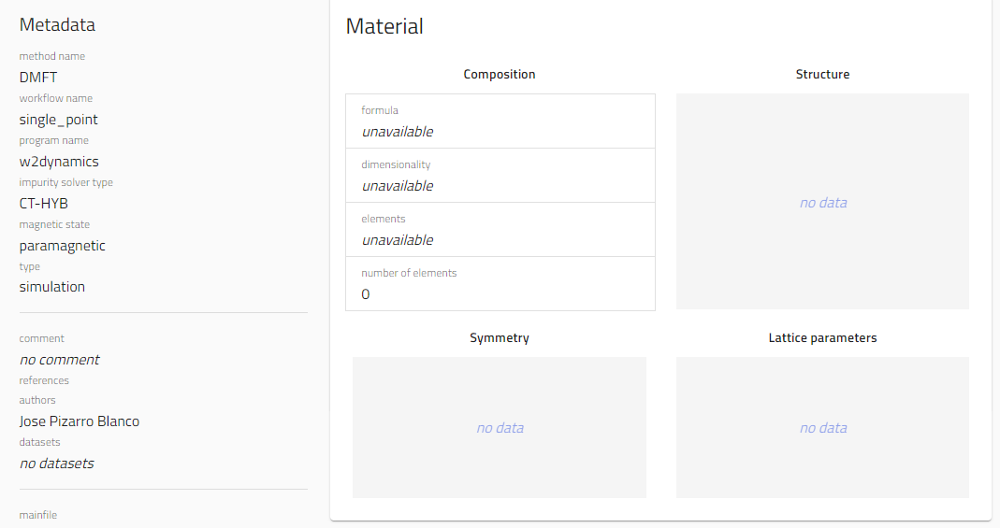 Metadata
method name
DMFT
workflow name
single_point
program name
w2dynamics
impurity solver type
CT-HYB
magnetic state
paramagnetic
type
simulation
comment
no comment
references
authors
Jose Pizarro Blanco
datasets
no datasets
mainfile
Material
Composition
formula
unavailable
dimensionality
unavailable
elements
unavailable
number of elements
0
Structure
no data
Symmetry
no data
Lattice parameters
no data